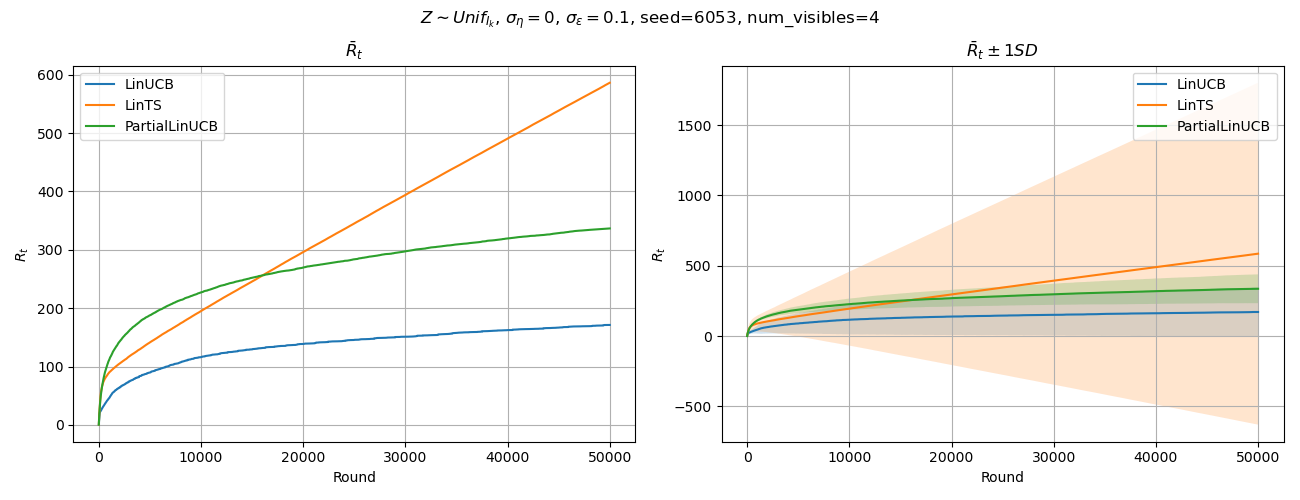 Z ∼ Unif_{I_k}, σ_η = 0, σ_ε = 0.1, seed=6053, num_visibles=4
R̄_t
600
500
400
300
200
100
0
R_t
LinUCB
LinTS
PartialLinUCB
0 10000 20000 30000 40000 50000
Round
R̄_t ± 1SD
1500
1000
500
0
−500
R_t
LinUCB
LinTS
PartialLinUCB
0 10000 20000 30000 40000 50000
Round